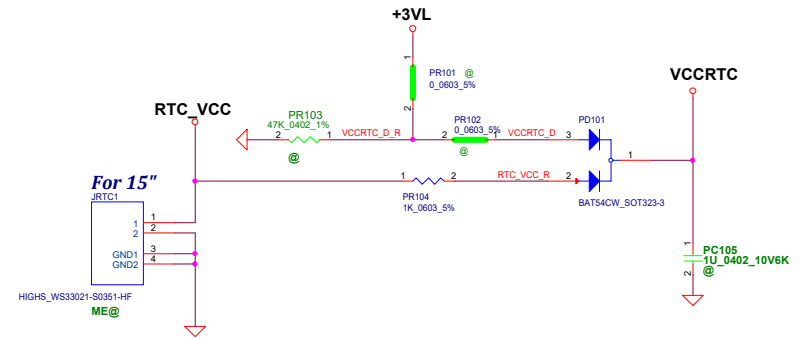 +3VL
1
PR101 @
0_0603_5%
2
VCCRTC
RTC_VCC
PR103
47K_0402_1%
2
1
VCCRTC_D_R
@
PR102
0_0603_5%
2
1
VCCRTC_D
@
PD101
3
1
2
BAT54CW_SOT323-3
For 15"
JRTC1
1
2
GND1
GND2
1
2
3
4
HIGHS_WS33021-S0351-HF
ME@
1
2
PR104
1K_0603_5%
RTC_VCC_R
1
PC105
1U_0402_10V6K
2
@